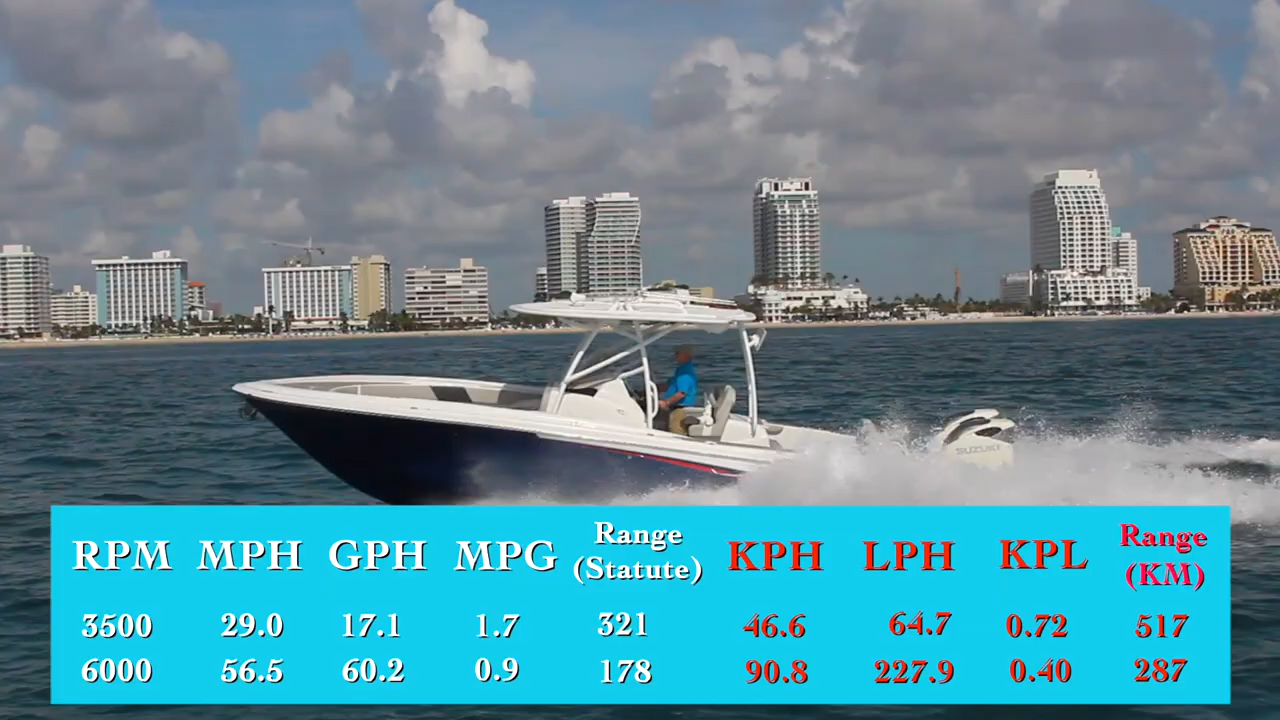 SUZUKI
RPM MPH GPH MPG Range (Statute) KPH LPH KPL Range (KM)
3500 29.0 17.1 1.7 321 46.6 64.7 0.72 517
6000 56.5 60.2 0.9 178 90.8 227.9 0.40 287